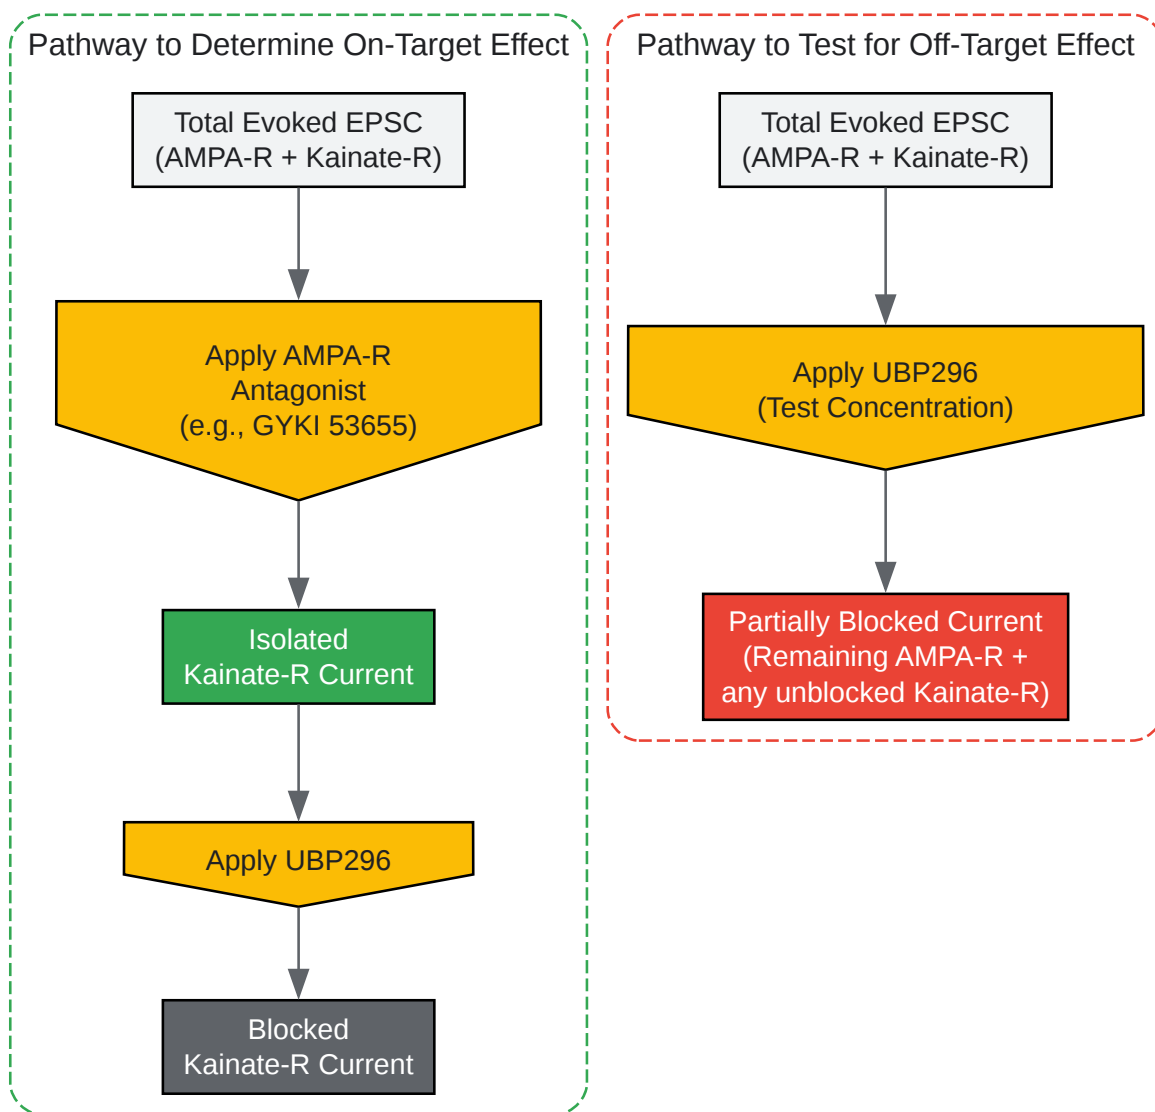 Pathway to Determine On-Target Effect
Total Evoked EPSC
(AMPA-R + Kainate-R)
Apply AMPA-R
Antagonist
(e.g., GYKI 53655)
Isolated
Kainate-R Current
Apply UBP296
Blocked
Kainate-R Current
Pathway to Test for Off-Target Effect
Total Evoked EPSC
(AMPA-R + Kainate-R)
Apply UBP296
(Test Concentration)
Partially Blocked Current
(Remaining AMPA-R +
any unblocked Kainate-R)